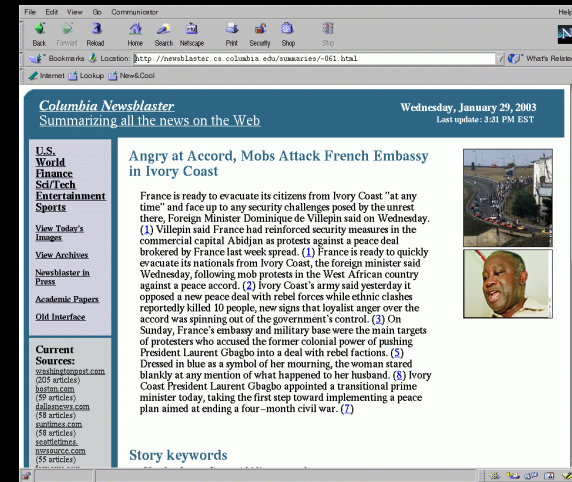 File Edit View Go Communicator Help
Back Forward Reload Home Search Netscape Print Security Shop Stop
Bookmarks Location: http://newsblaster.cs.columbia.edu/summaries/-061.html What's Relate
Internet Lookup New&Cool
Columbia Newsblaster
Summarizing all the news on the Web
Wednesday, January 29, 2003
Last update: 3:31 PM EST
U.S.
World
Finance
Sci/Tech
Entertainment
Sports
View Today's
Images
View Archives
Newsblaster in
Press
Academic Papers
Old Interface
Current
Sources:
washingtonpost.com
(205 articles)
boston.com
(59 articles)
dallasnews.com
(58 articles)
suntimes.com
(58 articles)
seattletimes.
nwsource.com
(55 articles)
Angry at Accord, Mobs Attack French Embassy
in Ivory Coast
France is ready to evacuate its citizens from Ivory Coast "at any
time" and face up to any security challenges posed by the unrest
there, Foreign Minister Dominique de Villepin said on Wednesday.
(1) Villepin said France had reinforced security measures in the
commercial capital Abidjan as protests against a peace deal
brokered by France last week spread. (1) France is ready to quickly
evacuate its nationals from Ivory Coast, the foreign minister said
Wednesday, following mob protests in the West African country
against a peace accord. (2) Ivory Coast's army said yesterday it
opposed a new peace deal with rebel forces while ethnic clashes
reportedly killed 10 people, new signs that loyalist anger over the
accord was spinning out of the government's control. (3) On
Sunday, France's embassy and military base were the main targets
of protesters who accused the former colonial power of pushing
President Laurent Gbagbo into a deal with rebel factions. (5)
Dressed in blue as a symbol of her mourning, the woman stared
blankly at any mention of what happened to her husband. (8) Ivory
Coast President Laurent Gbagbo appointed a transitional prime
minister today, taking the first step toward implementing a peace
plan aimed at ending a four-month civil war. (7)
Story keywords